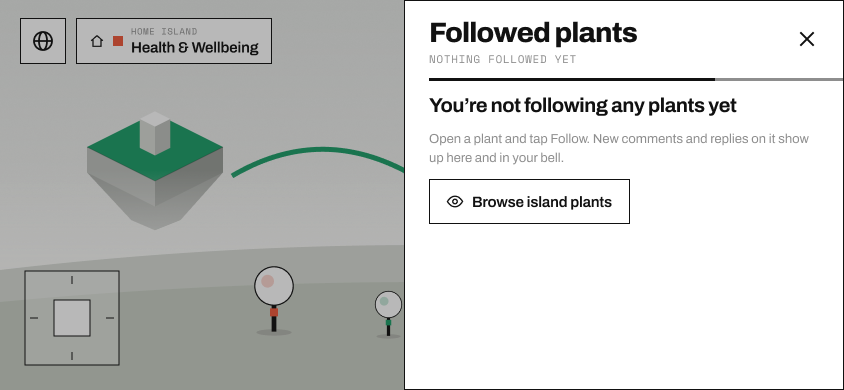 HOME ISLAND
Health & Wellbeing
Followed plants
NOTHING FOLLOWED YET
You’re not following any plants yet
Open a plant and tap Follow. New comments and replies on it show
up here and in your bell.
Browse island plants